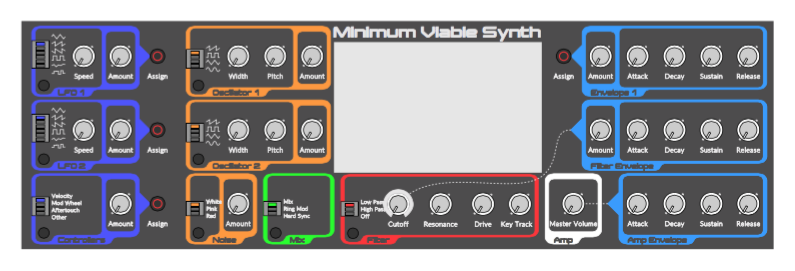 Minimum Viable Synth
Speed Amount Assign
LFO 1
Width Pitch Amount
Oscillator 1
Assign Amount Attack Decay Sustain Release
Envelope 1
Speed Amount Assign
LFO 2
Width Pitch Amount
Oscillator 2
Amount Attack Decay Sustain Release
Filter Envelope
Velocity
Mod Wheel
Aftertouch
Other
Amount Assign
Controllers
White
Pink
Red
Amount
Noise
Mix
Ring Mod
Hard Sync
Mix
Low Pass
High Pass
Off
Cutoff Resonance Drive Key Track
Filter
Master Volume
Amp
Attack Decay Sustain Release
Amp Envelope